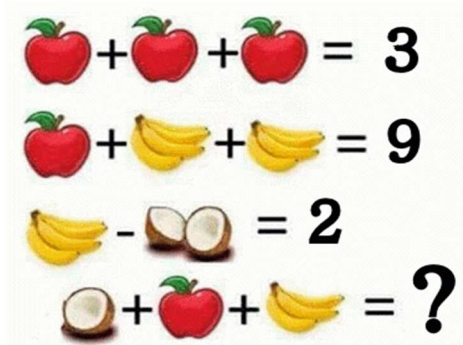 + + = 3
+ + = 9
- = 2
+ + = ?